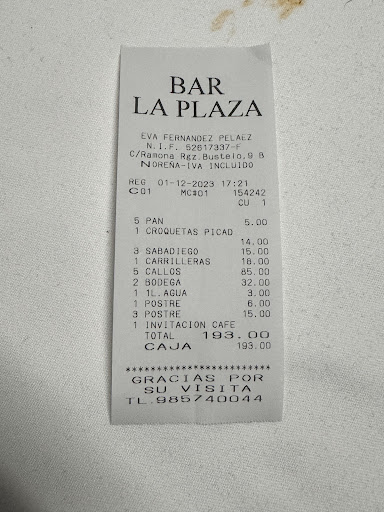 BAR
LA PLAZA
EVA FERNANDEZ PELAEZ
N.I.F. 52617337-F
C/Ramona Rgz.Bustelo,9 B
NOREÑA-IVA INCLUIDO
REG 01-12-2023 17:21
C01 MC#01 154242
CU 1
5 PAN 5.00
1 CROQUETAS PICAD
14.00
3 SABADIEGO 15.00
1 CARRILLERAS 18.00
5 CALLOS 85.00
2 BODEGA 32.00
1 1L.AGUA 3.00
1 POSTRE 6.00
3 POSTRE 15.00
1 INVITACION CAFE
TOTAL 193.00
CAJA 193.00
************************
GRACIAS POR
SU VISITA
TL.985740044